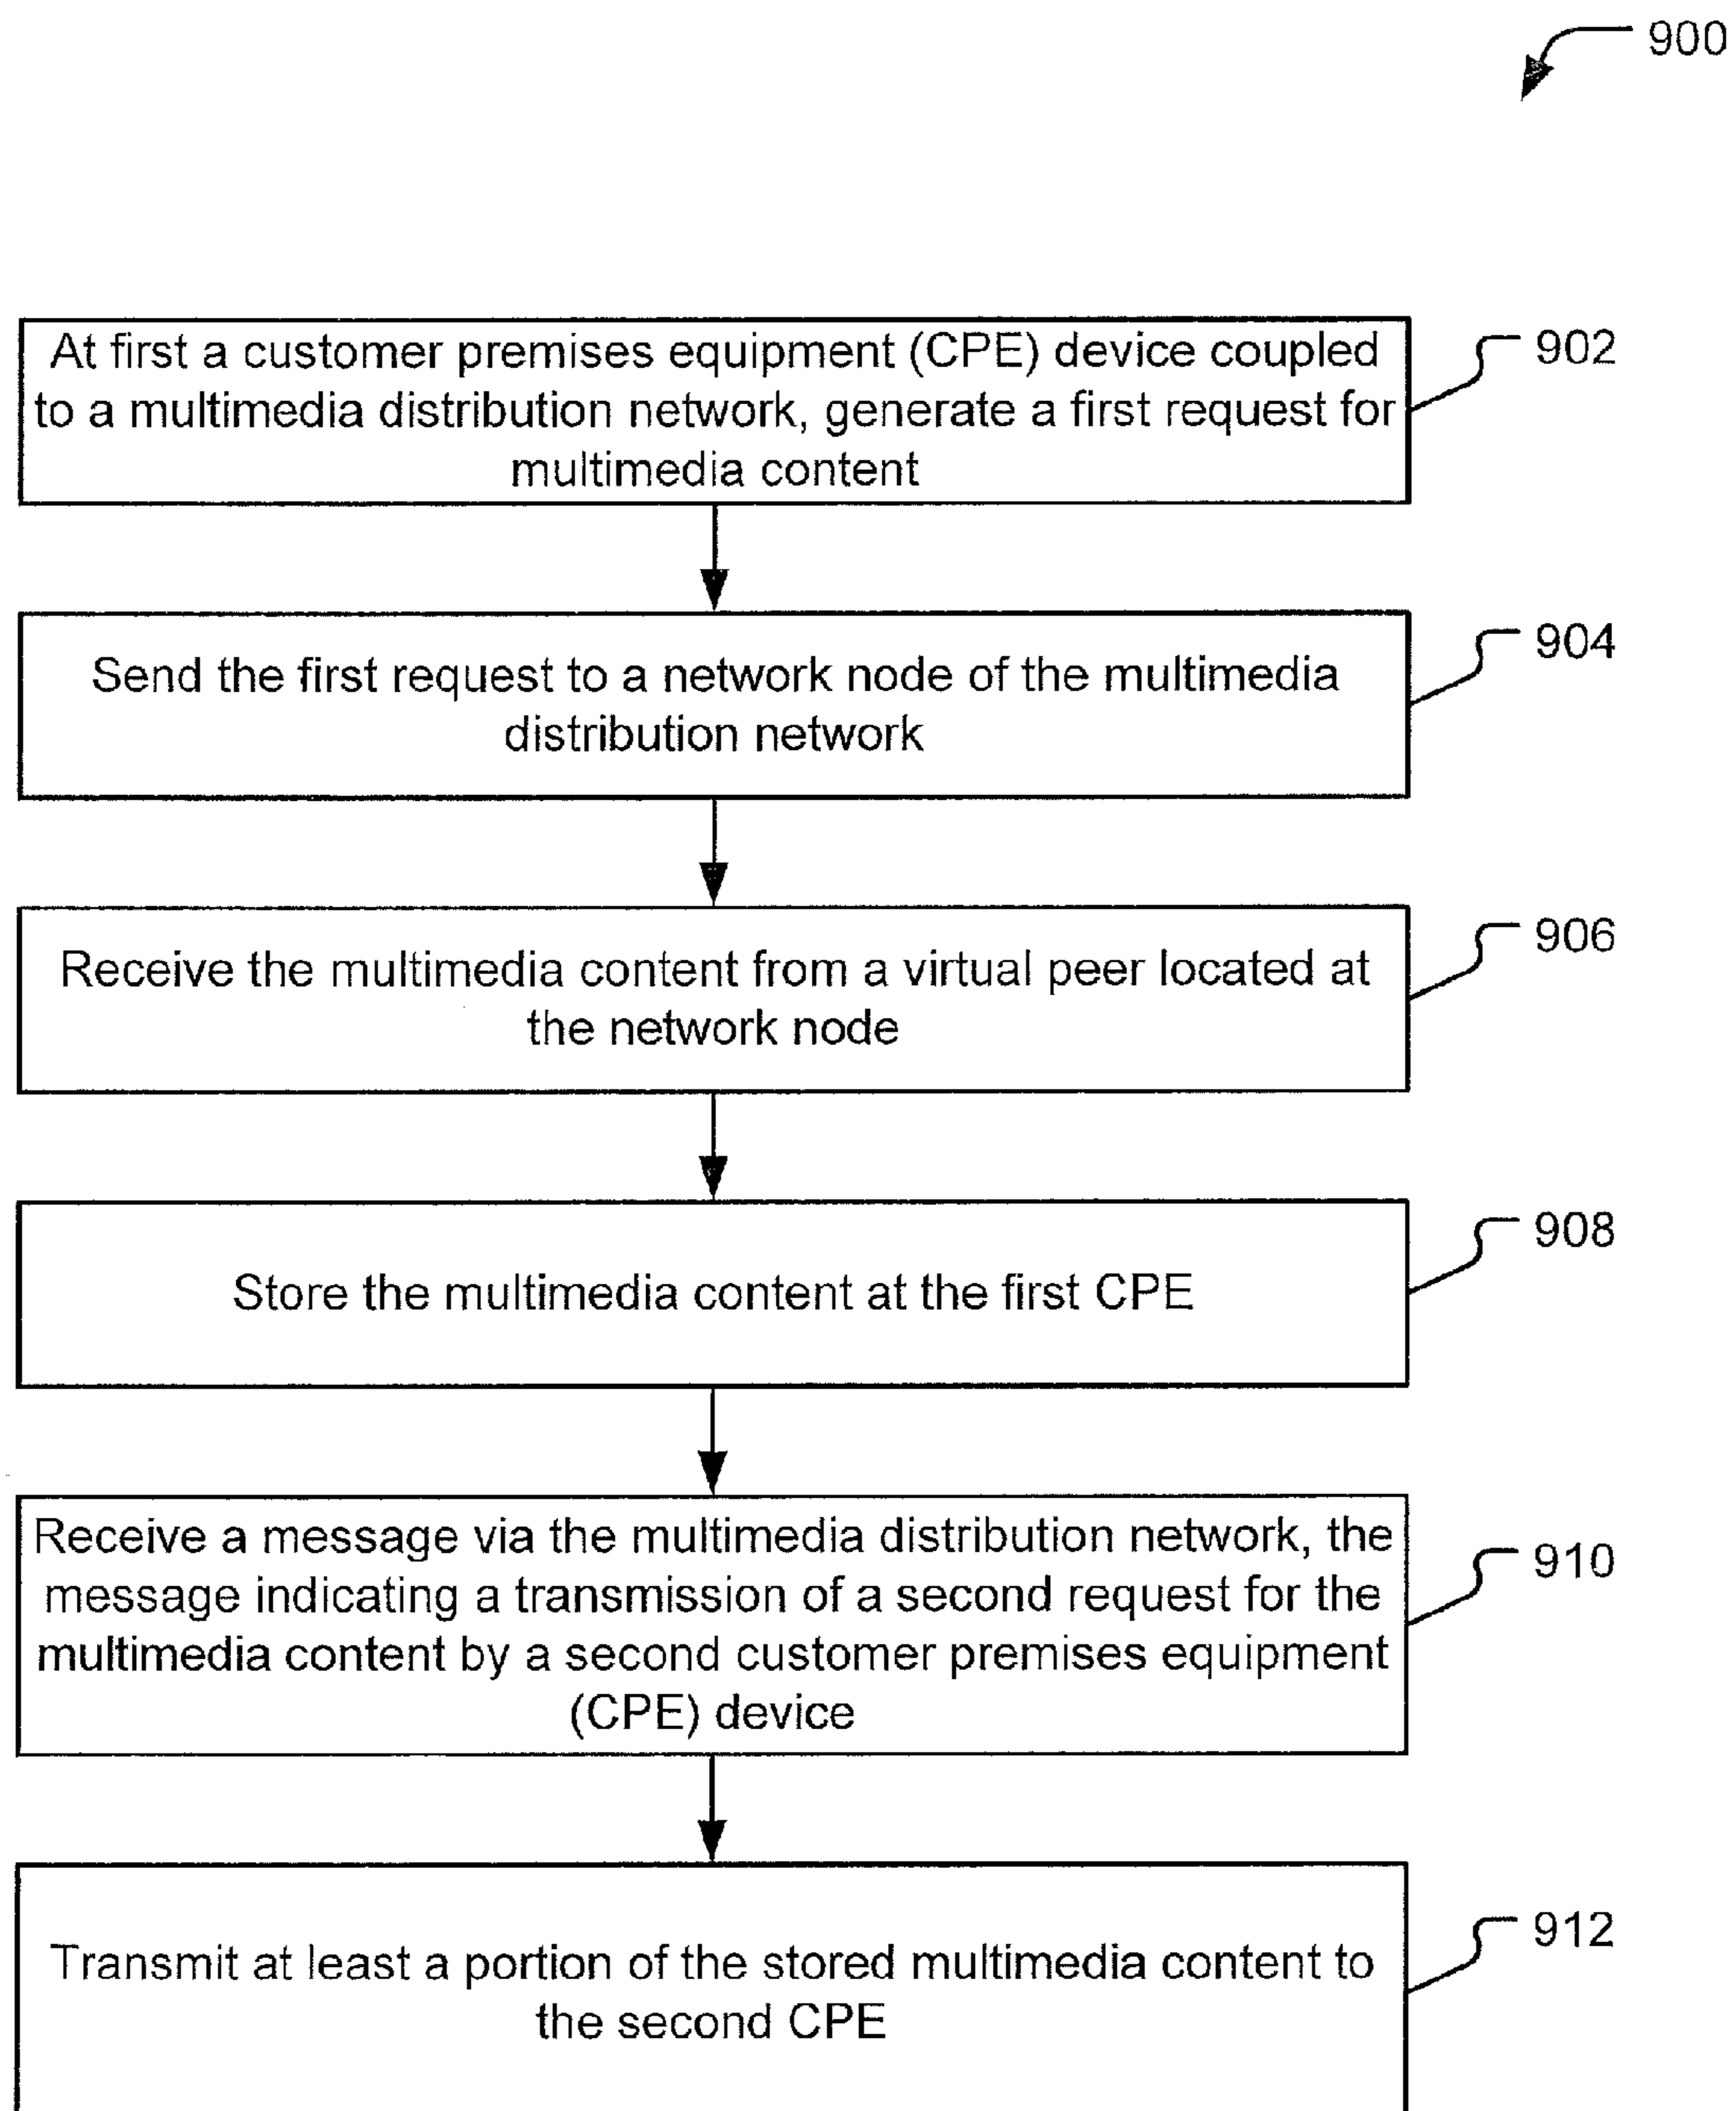 900
At first a customer premises equipment (CPE) device coupled
to a multimedia distribution network, generate a first request for
multimedia content
902
Send the first request to a network node of the multimedia
distribution network
904
Receive the multimedia content from a virtual peer located at
the network node
906
Store the multimedia content at the first CPE
908
Receive a message via the multimedia distribution network, the
message indicating a transmission of a second request for the
multimedia content by a second customer premises equipment
(CPE) device
910
Transmit at least a portion of the stored multimedia content to
the second CPE
912